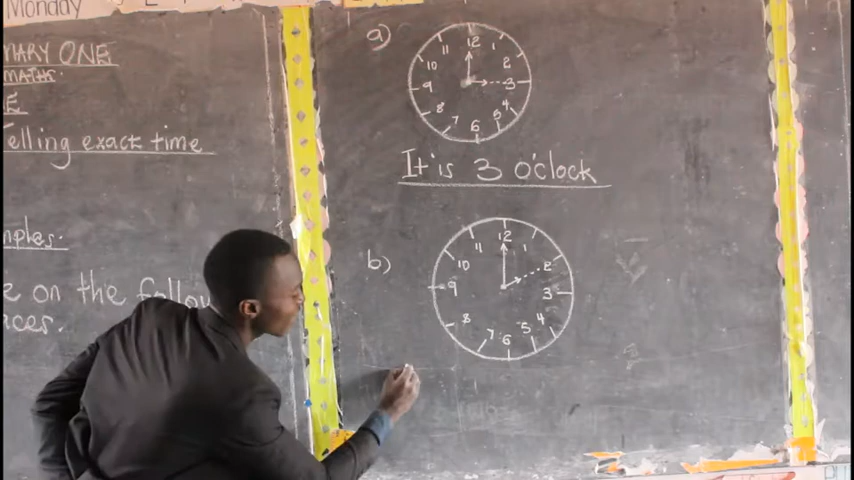 Monday
MARY ONE
MATHS.
E
Telling exact time
mples.
e on the follow
aces.
a)
12
11 1
10 2
9 3
8 4
7 5
6
It is 3 o'clock
b)
12
11 1
10 2
9 3
8 4
7 5
6